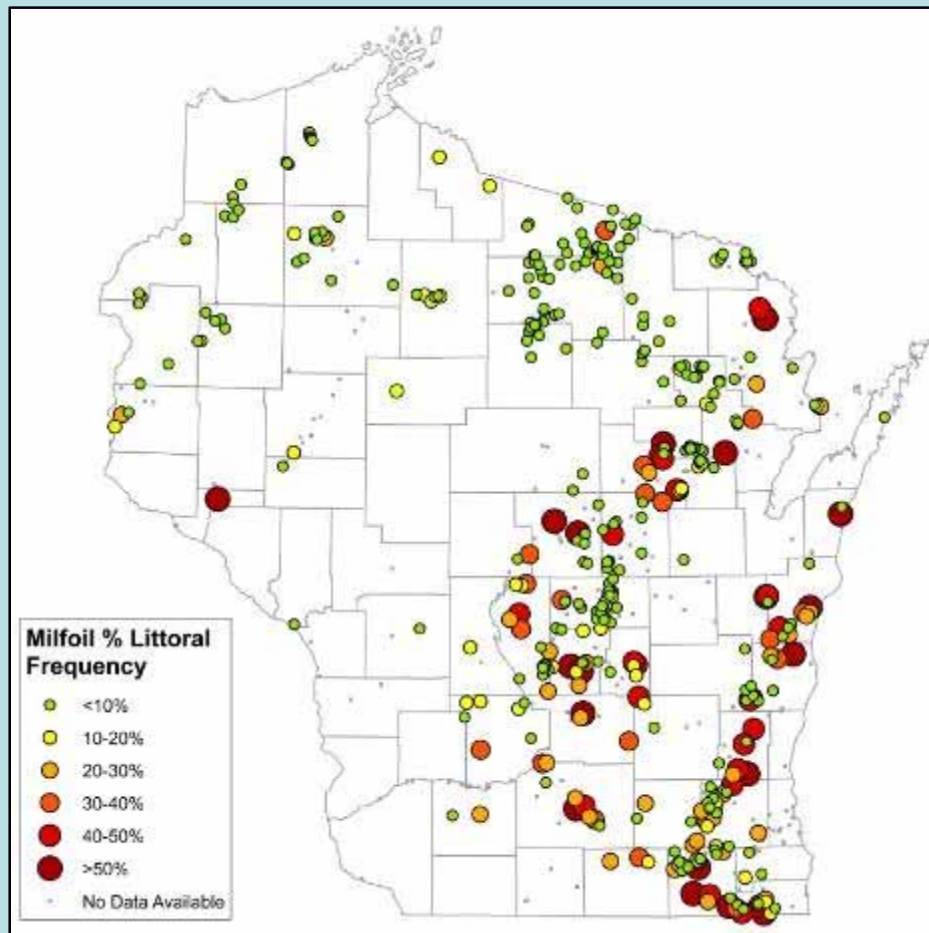 Milfoil % Littoral
Frequency
<10%
10-20%
20-30%
30-40%
40-50%
>50%
No Data Available